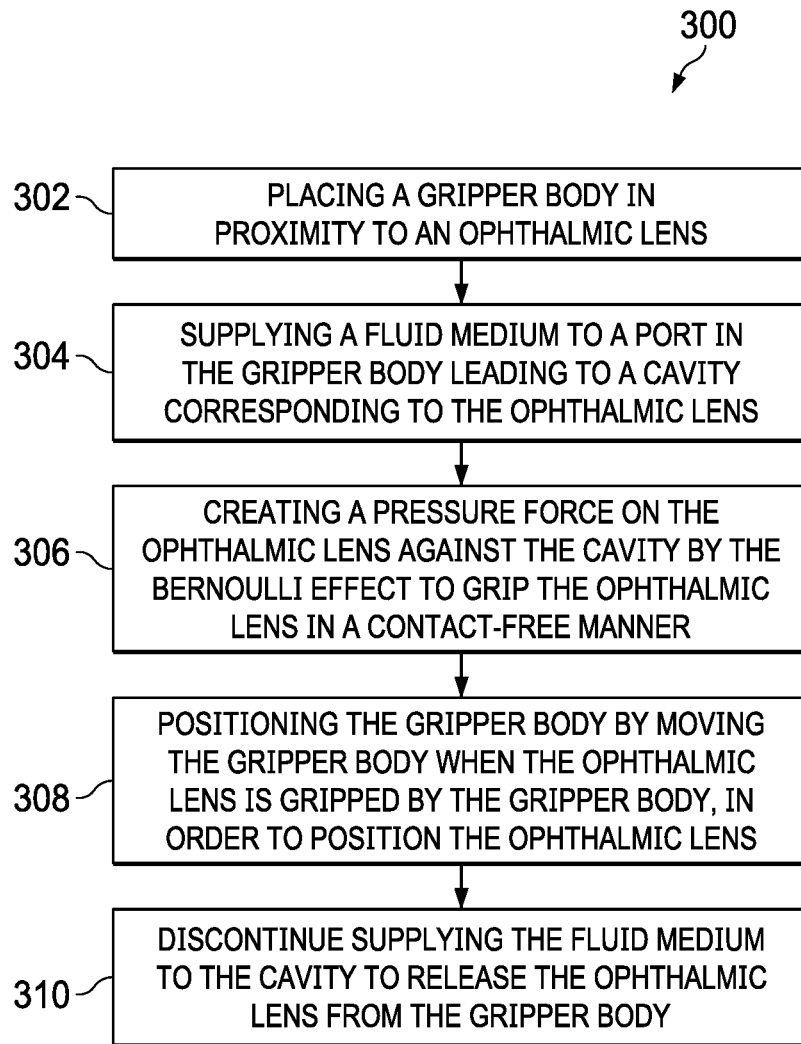 300
302
PLACING A GRIPPER BODY IN
PROXIMITY TO AN OPHTHALMIC LENS
304
SUPPLYING A FLUID MEDIUM TO A PORT IN
THE GRIPPER BODY LEADING TO A CAVITY
CORRESPONDING TO THE OPHTHALMIC LENS
306
CREATING A PRESSURE FORCE ON THE
OPHTHALMIC LENS AGAINST THE CAVITY BY THE
BERNOULLI EFFECT TO GRIP THE OPHTHALMIC
LENS IN A CONTACT-FREE MANNER
308
POSITIONING THE GRIPPER BODY BY MOVING
THE GRIPPER BODY WHEN THE OPHTHALMIC
LENS IS GRIPPED BY THE GRIPPER BODY, IN
ORDER TO POSITION THE OPHTHALMIC LENS
310
DISCONTINUE SUPPLYING THE FLUID MEDIUM
TO THE CAVITY TO RELEASE THE OPHTHALMIC
LENS FROM THE GRIPPER BODY